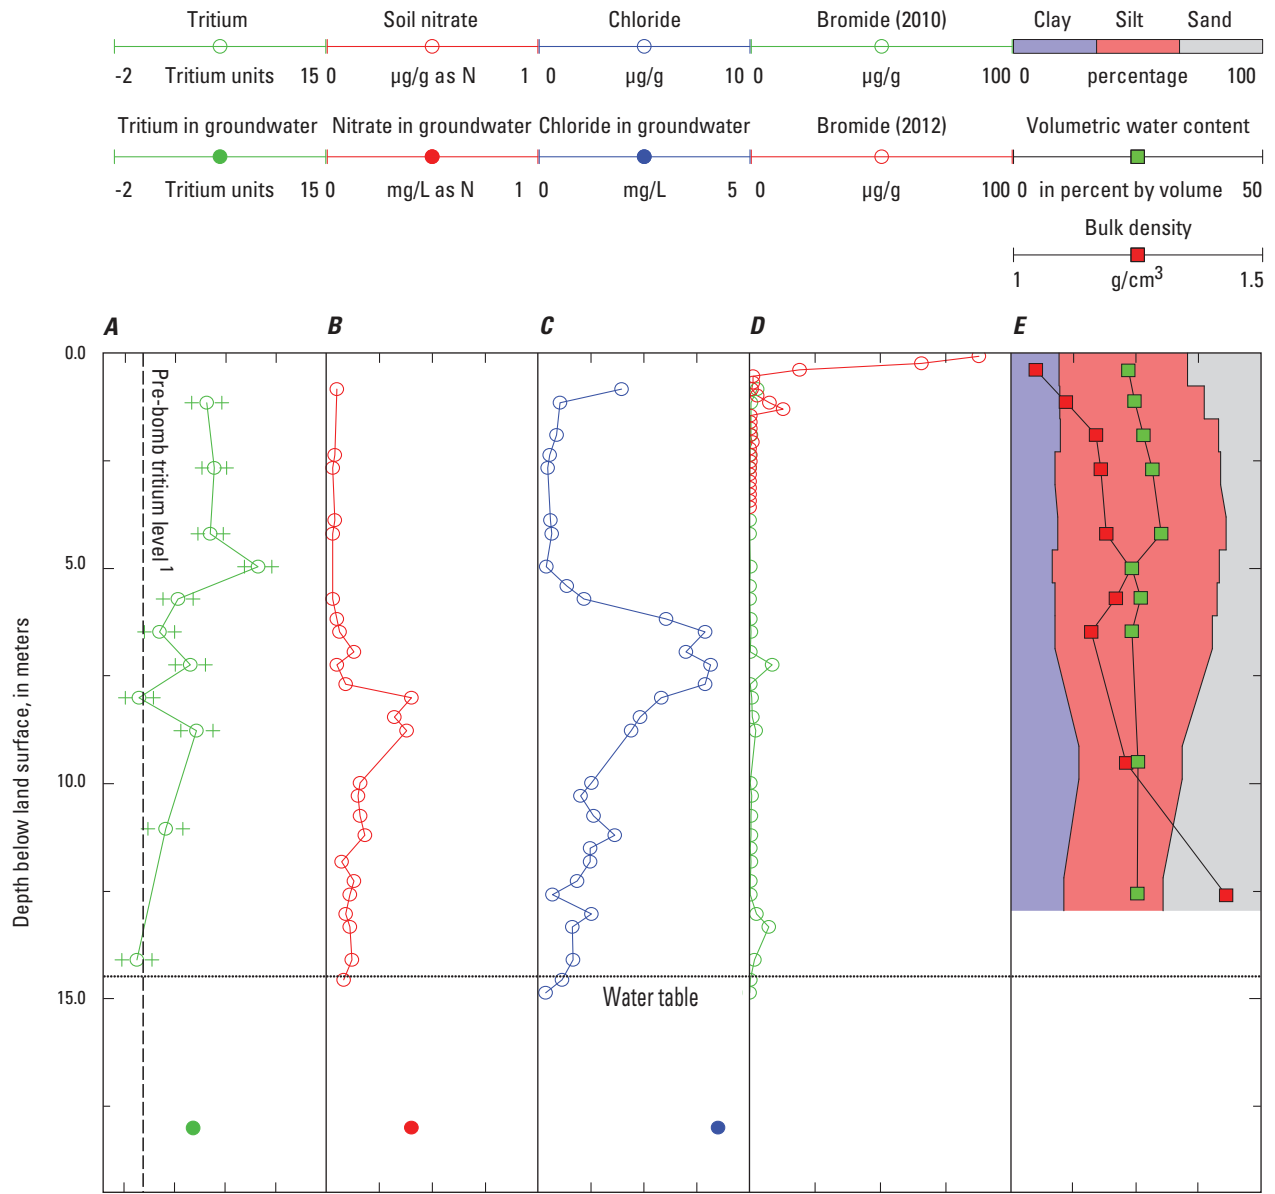 Tritium Soil nitrate Chloride Bromide (2010) Clay Silt Sand
-2 Tritium units 15 0 µg/g as N 1 0 µg/g 10 0 µg/g 100 0 percentage 100
Tritium in groundwater Nitrate in groundwater Chloride in groundwater Bromide (2012) Volumetric water content
-2 Tritium units 15 0 mg/L as N 1 0 mg/L 5 0 µg/g 100 0 in percent by volume 50
Bulk density
1 g/cm3 1.5
A B C D E
0.0
5.0
10.0
15.0
Depth below land surface, in meters
Pre-bomb tritium level1
Water table